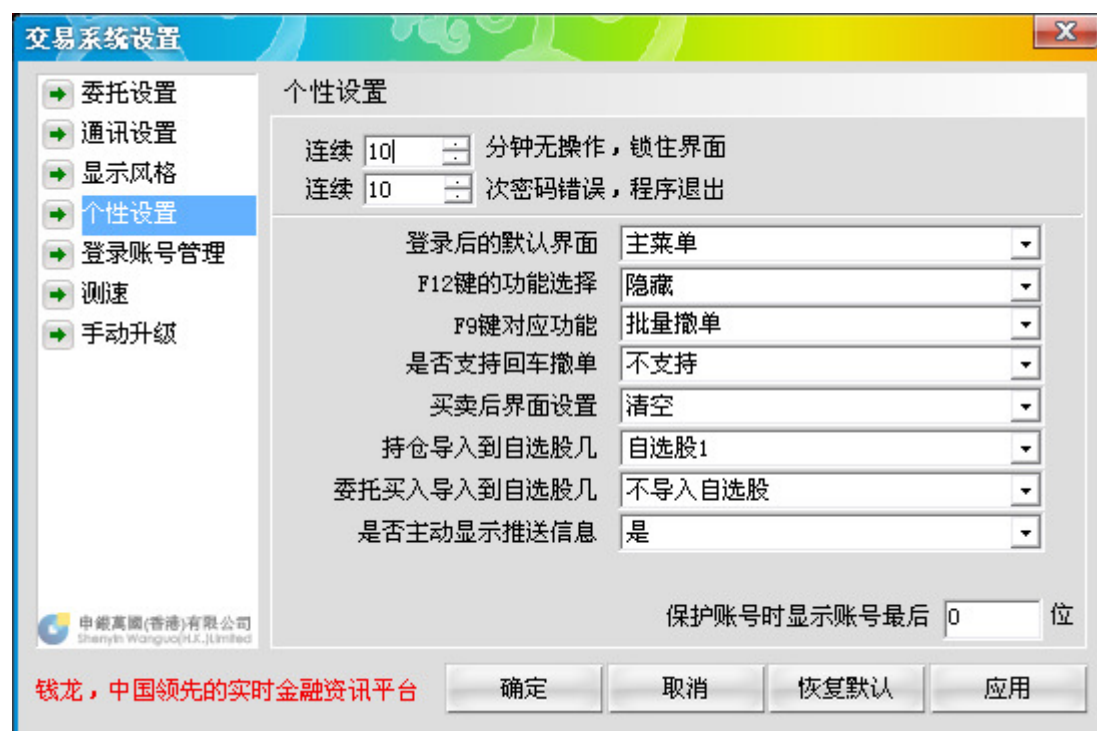 交易系统设置
委托设置
通讯设置
显示风格
个性设置
登录账号管理
测速
手动升级
个性设置
连续 10 分钟无操作，锁住界面
连续 10 次密码错误，程序退出
登录后的默认界面 主菜单
F12键的功能选择 隐藏
F9键对应功能 批量撤单
是否支持回车撤单 不支持
买卖后界面设置 清空
持仓导入到自选股几 自选股1
委托买入导入到自选股几 不导入自选股
是否主动显示推送信息 是
保护账号时显示账号最后 0 位
申銀萬國(香港)有限公司
Shenyin Wanguo(H.K.)Limited
钱龙，中国领先的实时金融资讯平台
确定 取消 恢复默认 应用